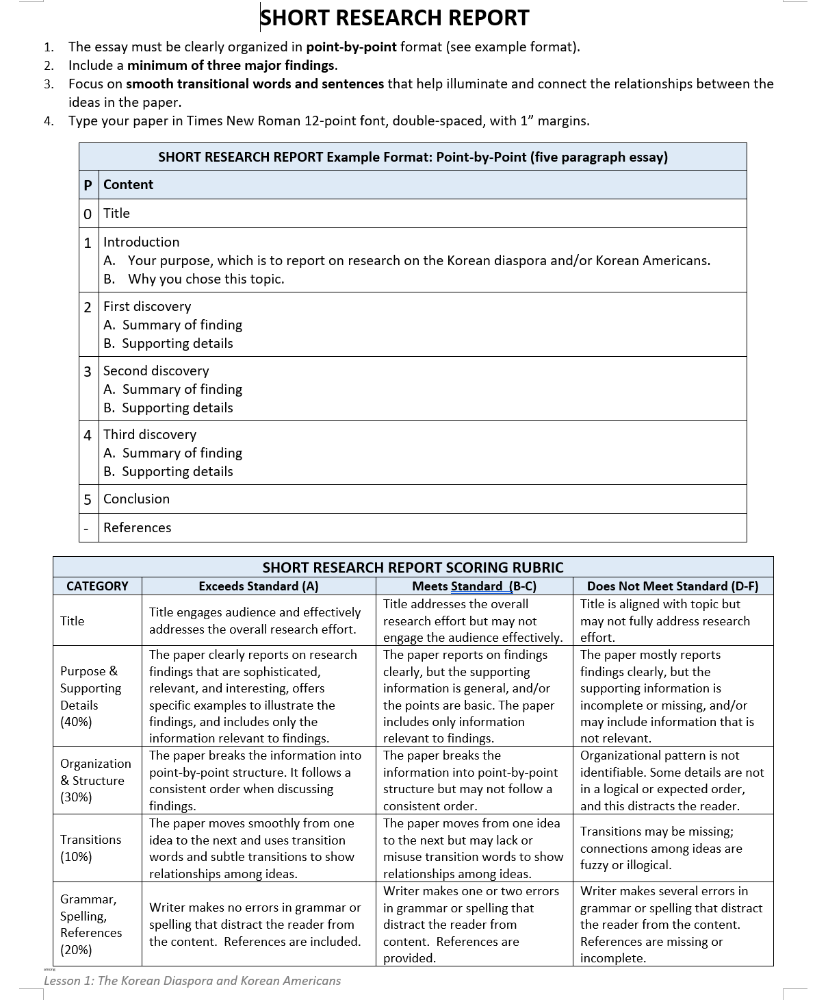 SHORT RESEARCH REPORT
1. The essay must be clearly organized in point-by-point format (see example format).
2. Include a minimum of three major findings.
3. Focus on smooth transitional words and sentences that help illuminate and connect the relationships between the
ideas in the paper.
4. Type your paper in Times New Roman 12-point font, double-spaced, with 1” margins.
SHORT RESEARCH REPORT Example Format: Point-by-Point (five paragraph essay)
P Content
0 Title
1 Introduction
A. Your purpose, which is to report on research on the Korean diaspora and/or Korean Americans.
B. Why you chose this topic.
2 First discovery
A. Summary of finding
B. Supporting details
3 Second discovery
A. Summary of finding
B. Supporting details
4 Third discovery
A. Summary of finding
B. Supporting details
5 Conclusion
- References
SHORT RESEARCH REPORT SCORING RUBRIC
CATEGORY Exceeds Standard (A) Meets Standard (B-C) Does Not Meet Standard (D-F)
Title
Title engages audience and effectively
addresses the overall research effort.
Title addresses the overall
research effort but may not
engage the audience effectively.
Title is aligned with topic but
may not fully address research
effort.
Purpose &
Supporting
Details
(40%)
The paper clearly reports on research
findings that are sophisticated,
relevant, and interesting, offers
specific examples to illustrate the
findings, and includes only the
information relevant to findings.
The paper reports on findings
clearly, but the supporting
information is general, and/or
the points are basic. The paper
includes only information
relevant to findings.
The paper mostly reports
findings clearly, but the
supporting information is
incomplete or missing, and/or
may include information that is
not relevant.
Organization
& Structure
(30%)
The paper breaks the information into
point-by-point structure. It follows a
consistent order when discussing
findings.
The paper breaks the
information into point-by-point
structure but may not follow a
consistent order.
Organizational pattern is not
identifiable. Some details are not
in a logical or expected order,
and this distracts the reader.
Transitions
(10%)
The paper moves smoothly from one
idea to the next and uses transition
words and subtle transitions to show
relationships among ideas.
The paper moves from one idea
to the next but may lack or
misuse transition words to show
relationships among ideas.
Transitions may be missing;
connections among ideas are
fuzzy or illogical.
Grammar,
Spelling,
References
(20%)
Writer makes no errors in grammar or
spelling that distract the reader from
the content. References are included.
Writer makes one or two errors
in grammar or spelling that
distract the reader from
content. References are
provided.
Writer makes several errors in
grammar or spelling that distract
the reader from the content.
References are missing or
incomplete.
among
Lesson 1: The Korean Diaspora and Korean Americans